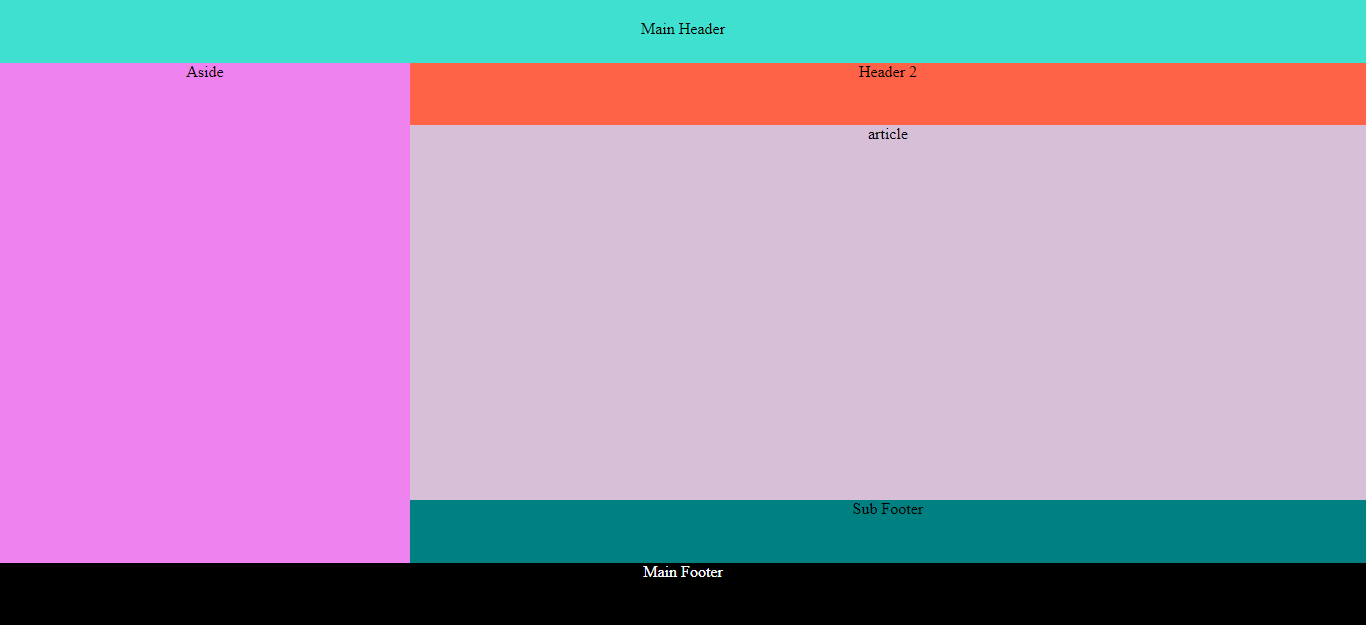 Main Header
Aside
Header 2
article
Sub Footer
Main Footer